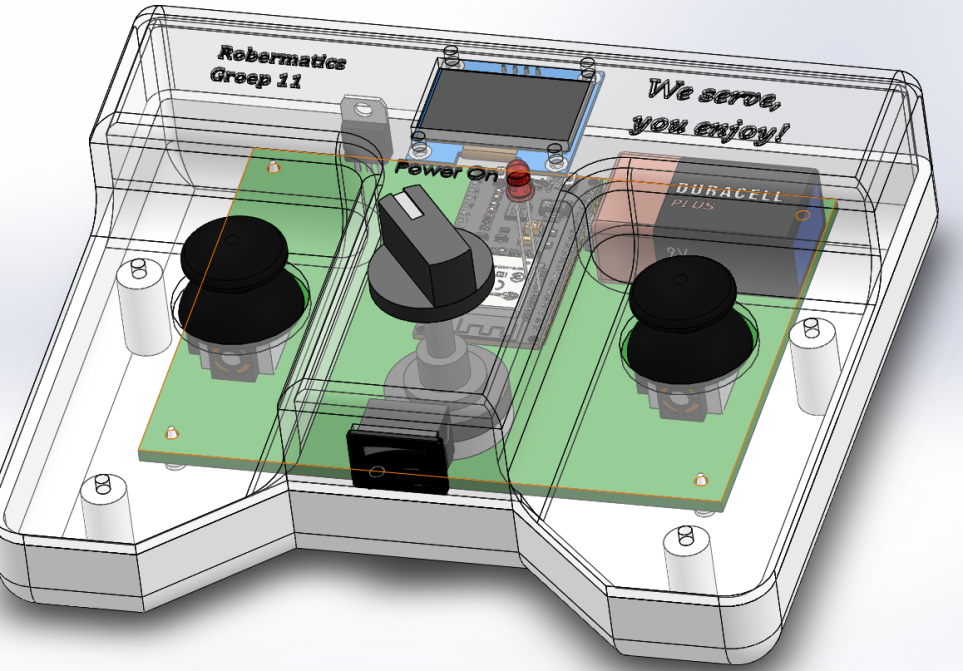 Robermatics
Groep 11
We serve,
you enjoy!
Power On
DURACELL
PLUS
9V